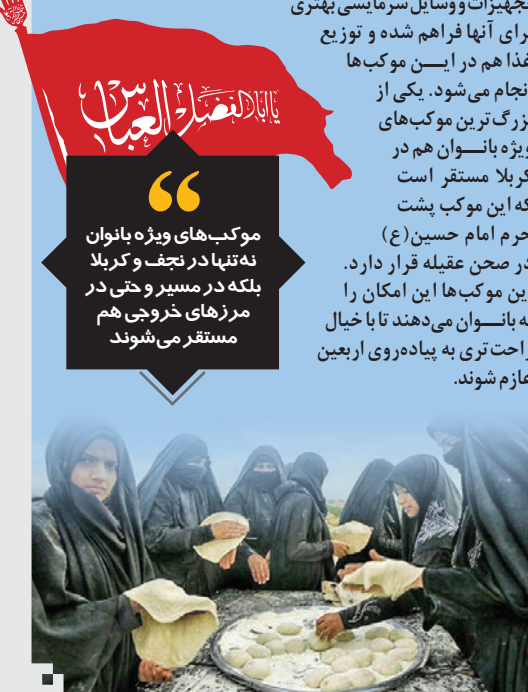 تجهیزات و وسایل سرمایشی بهتری
برای آنها فراهم شده و توزیع
غذا هم در ایـــن موکب‌ها
انجام می‌شود. یکی از
بزرگ‌ترین موکب‌های
ویژه بانـــوان هم در
کربلا مستقر است
که این موکب پشت
حرم امام حسین(ع)
در صحن عقیله قرار دارد.
این موکب‌ها این امکان را
به بانـــوان می‌دهند تا با خیال
راحت‌تری به پیاده‌روی اربعین
عازم شوند.
یا اباالفضل العباس
موکب‌های ویژه بانوان
نه‌تنها در نجف و کربلا
بلکه در مسیر و حتی در
مرزهای خروجی هم
مستقر می‌شوند